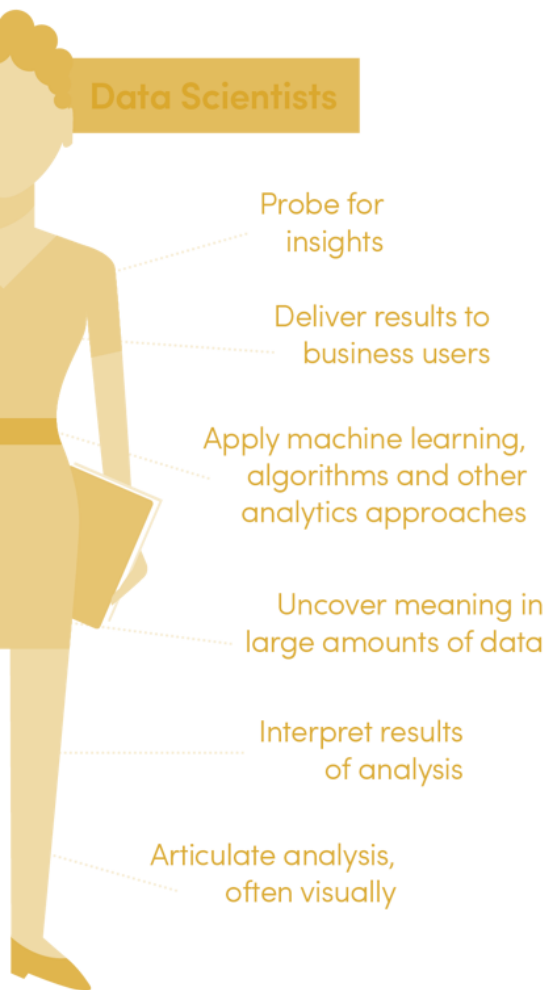 Data Scientists
Probe for
insights
Deliver results to
business users
Apply machine learning,
algorithms and other
analytics approaches
Uncover meaning in
large amounts of data
Interpret results
of analysis
Articulate analysis,
often visually